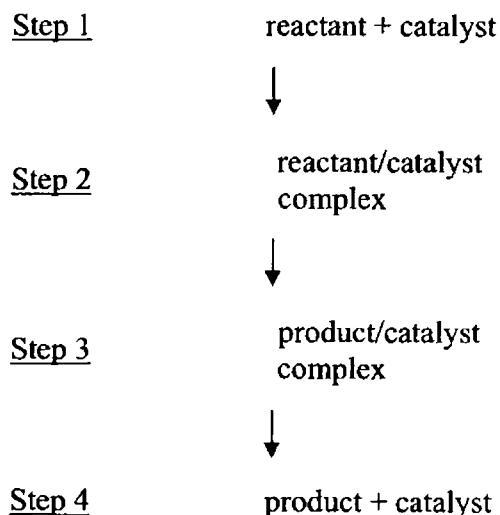 Step 1 reactant + catalyst
Step 2 reactant/catalyst
complex
Step 3 product/catalyst
complex
Step 4 product + catalyst